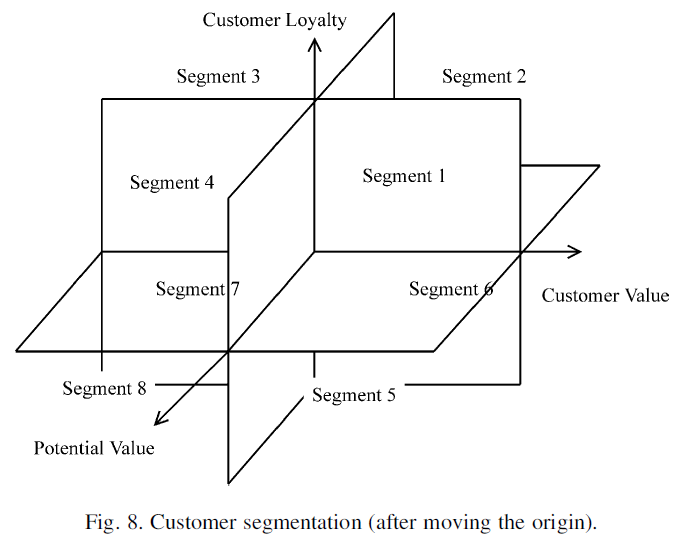 Customer Loyalty
Segment 3
Segment 2
Segment 4
Segment 1
Segment 7
Segment 6
Customer Value
Segment 8
Segment 5
Potential Value
Fig. 8. Customer segmentation (after moving the origin).